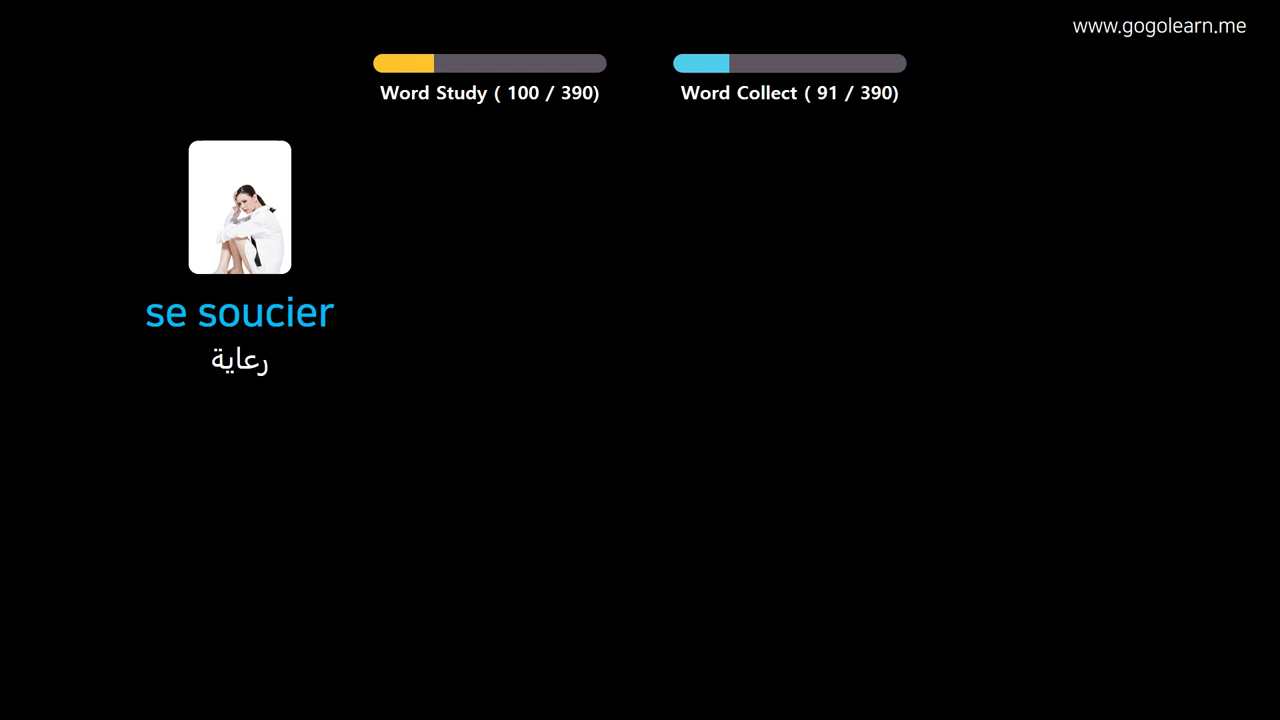 www.gogolearn.me
Word Study ( 100 / 390)
Word Collect ( 91 / 390)
se soucier
رعاية